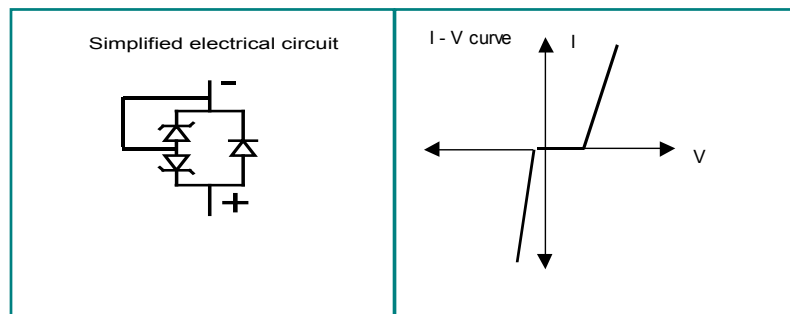 Simplified electrical circuit
-
+
I - V curve
I
V